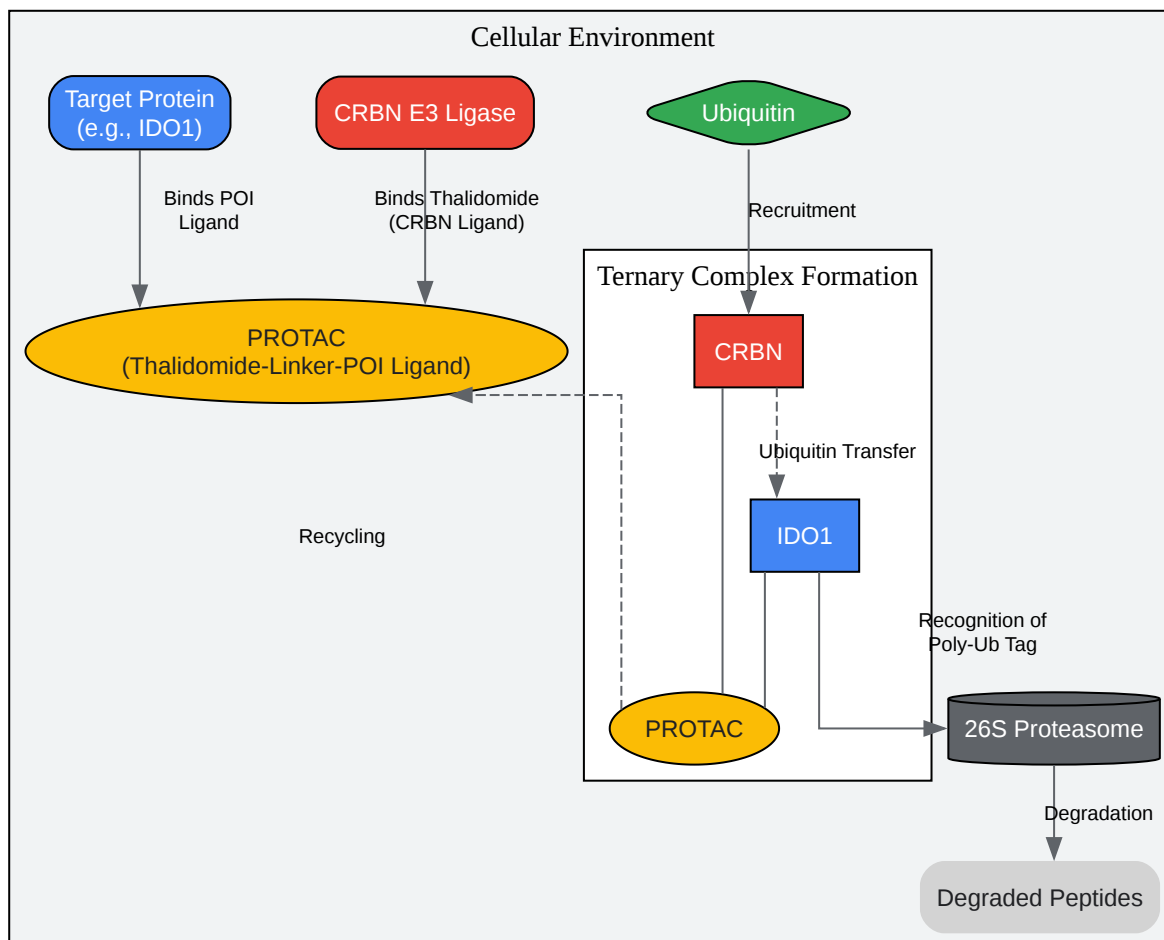 Cellular Environment
Target Protein
(e.g., IDO1)
CRBN E3 Ligase
Ubiquitin
Binds POI
Ligand
Binds Thalidomide
(CRBN Ligand)
Recruitment
Ternary Complex Formation
PROTAC
(Thalidomide-Linker-POI Ligand)
CRBN
Ubiquitin Transfer
Recycling
IDO1
Recognition of
Poly-Ub Tag
PROTAC
26S Proteasome
Degradation
Degraded Peptides